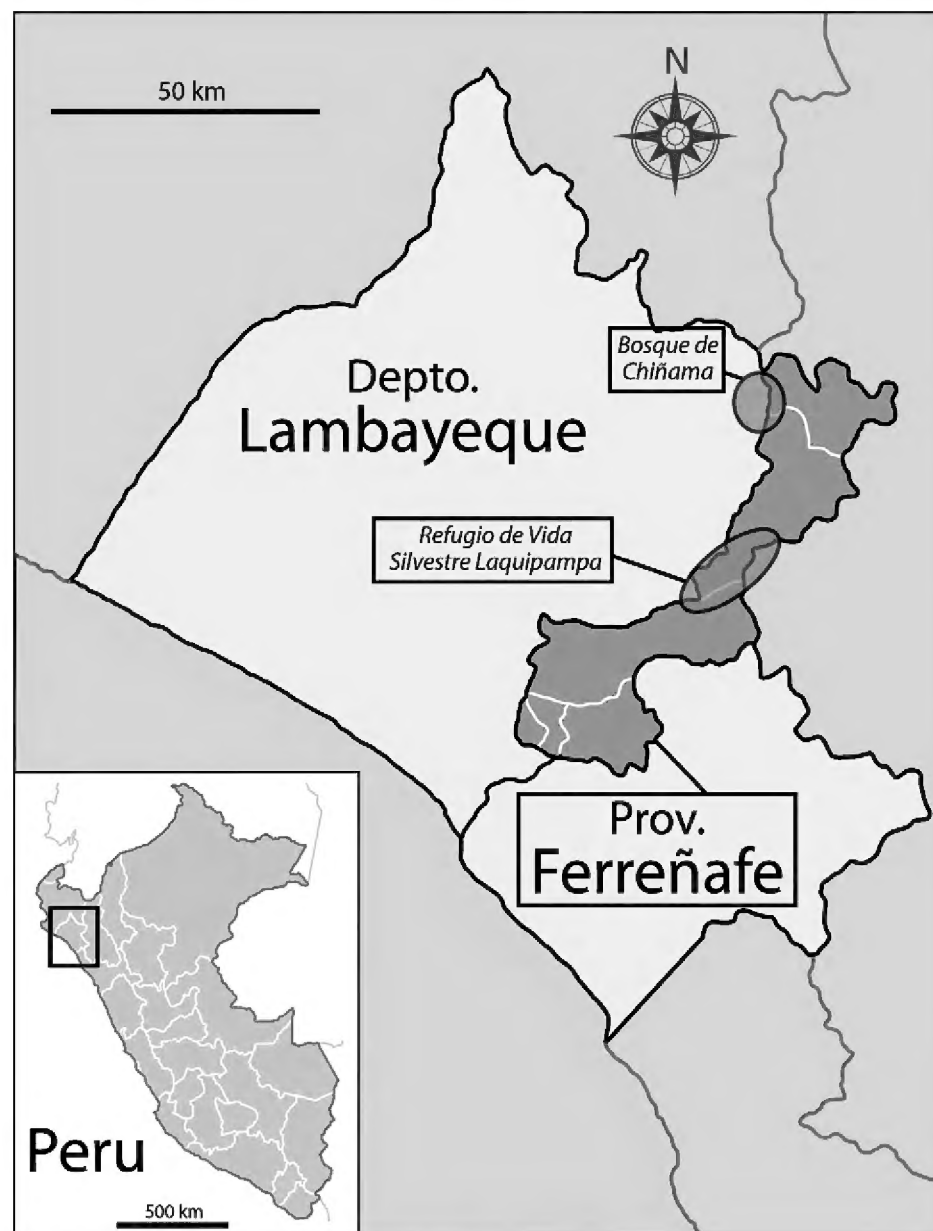 50 km
N
Bosque de
Chiñama
Depto.
Lambayeque
Refugio de Vida
Silvestre Laquipampa
Prov.
Ferreñafe
Peru
500 km